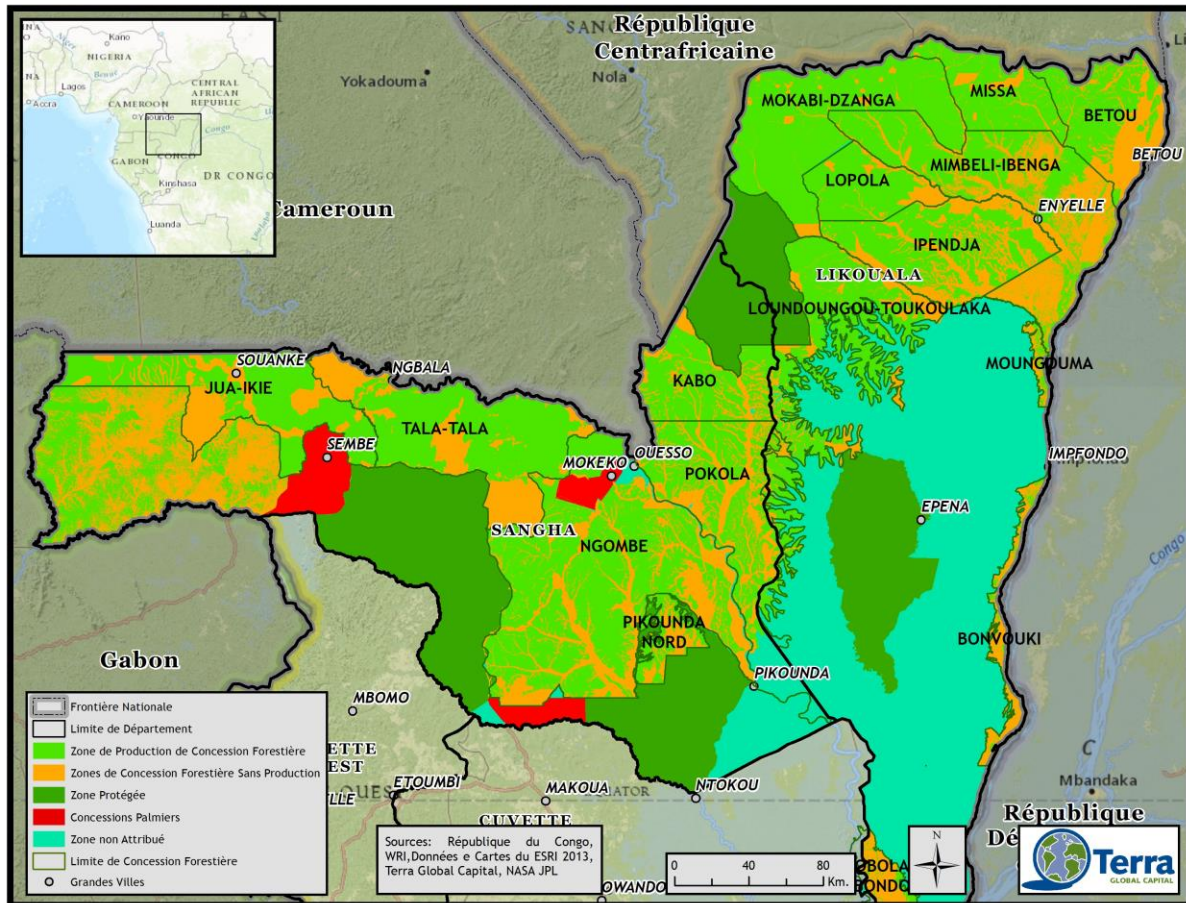 Kano
NIGERIA
Benue
Lagos
Accra
CENTRAL
AFRICAN
REPUBLIC
CAMEROON
Yaounde
Congo
GABON
CONGO
DR CONGO
Kinshasa
Luanda
République
Centrafricaine
Yokadouma
Nola
Cameroun
MOKABI-DZANGA
MISSA
BETOU
BETOU
MIMBELI-IBENGA
LOPOLA
ENYELLE
IPENDJA
LIKOUALA
LOUNDOUNGOU-TOUKOULAKA
MOUNGOUMA
SOUANKE
NGBALA
JUA-IKIE
KABO
TALA-TALA
SEMBE
OUESSO
MOKEKO
POKOLA
IMPFONDO
EPENA
SANGHA
NGOMBE
PIKOUNDA
NORD
BONVOUKI
PIKOUNDA
Gabon
MBOMO
ETOUMBI
MAKOUA
NTOKOU
CUVETTE
OWANDO
Congo
Mbandaka
République
Frontière Nationale
Limite de Département
Zone de Production de Concession Forestière
Zones de Concession Forestière Sans Production
Zone Protégée
Concessions Palmiers
Zone non Attribué
Limite de Concession Forestière
Grandes Villes
Sources: République du Congo,
WRI,Données e Cartes du ESRI 2013,
Terra Global Capital, NASA JPL
0 40 80
Km.
N
Terra
GLOBAL CAPITAL